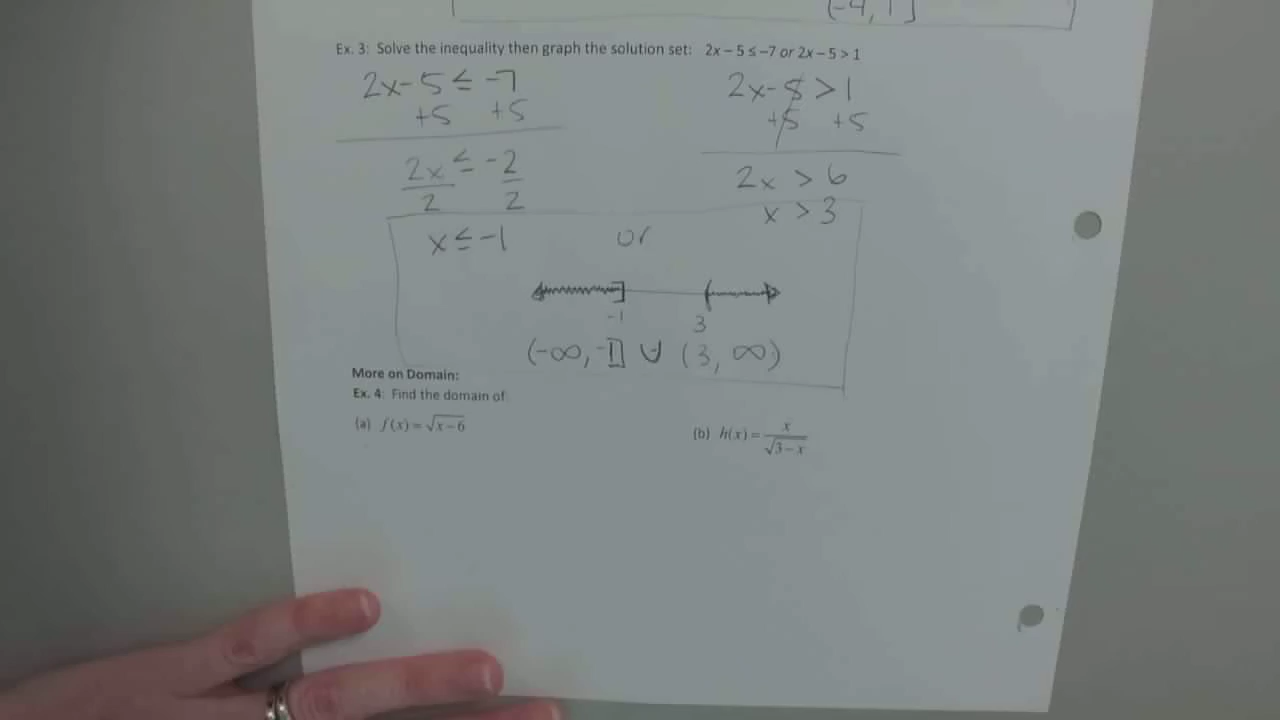 (-4, 1]
Ex. 3: Solve the inequality then graph the solution set: 2x – 5 ≤ –7 or 2x – 5 > 1
2x-5 ≤ -7
+5 +5
2x ≤ -2
2 2
x ≤ -1
or
2x-5 > 1
+5 +5
2x > 6
x > 3
-1 3
(-∞, -1] ∪ (3, ∞)
More on Domain:
Ex. 4: Find the domain of
(a) f(x) = √x−6
(b) h(x) = x/√3−x